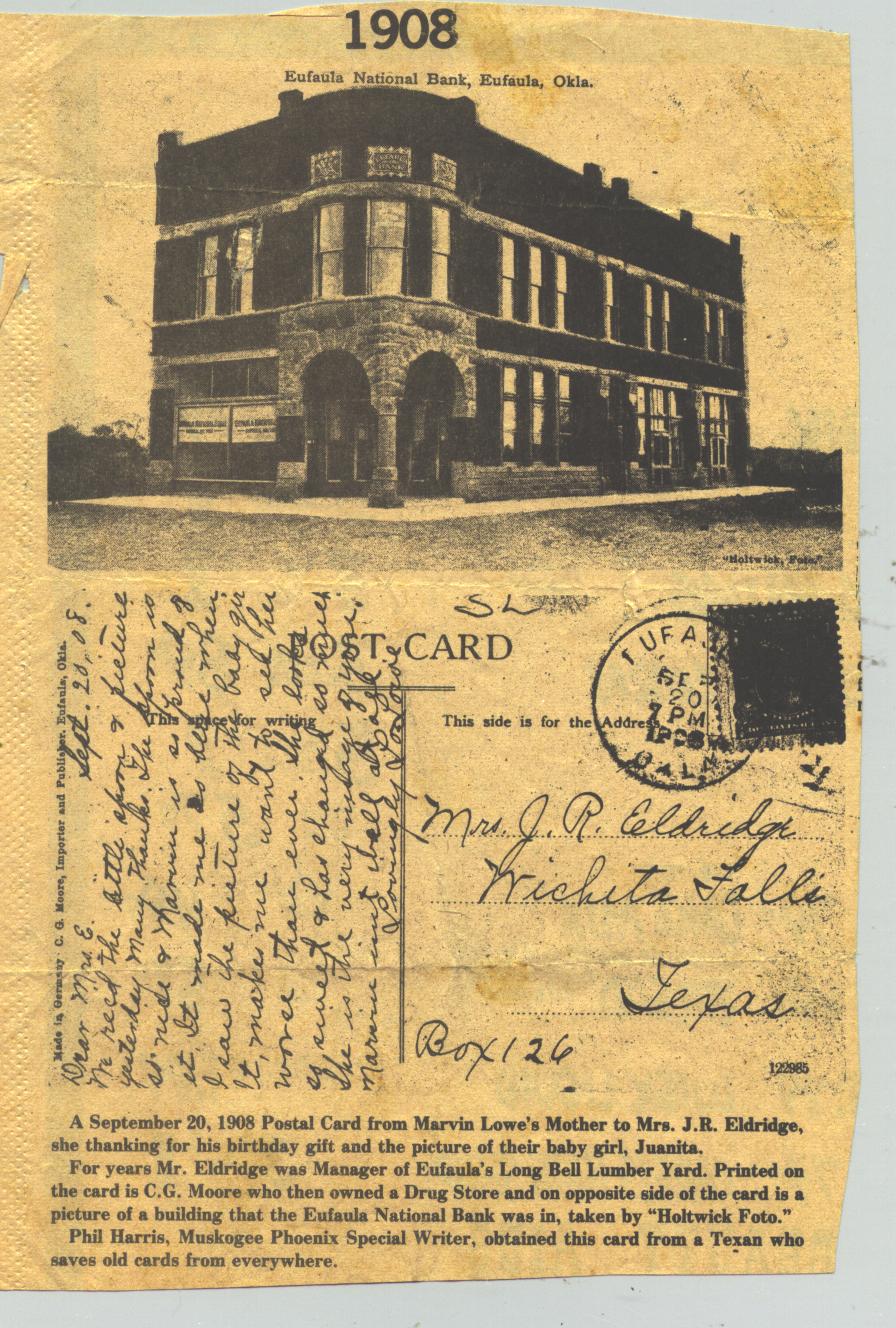 1908
Eufaula National Bank, Eufaula, Okla.
BANK
"Holtwick, Foto."
Made in Germany C. G. Moore, Importer and Publisher. Eufaula, Okla.
Sept. 20, 08.
Dear Mrs E.
We rec'd the little spoon & picture
yesterday. Many thanks. The spoon is
so nice & Marvin is so proud of
it. It made me so blue when
I saw the picture of the baby girl
It makes me want to see her
worse than ever. She looks
so sweet & has changed so much
She is the very image of you.
Marvin
Lovingly
SL
POST CARD
This space for writing
This side is for the Address
EUFA
SEP
20
7 PM
1908
OKLA
Mrs. J. R. Eldridge
Wichita Falls
Texas
Box 126
122985
A September 20, 1908 Postal Card from Marvin Lowe's Mother to Mrs. J.R. Eldridge,
she thanking for his birthday gift and the picture of their baby girl, Juanita.
For years Mr. Eldridge was Manager of Eufaula's Long Bell Lumber Yard. Printed on
the card is C.G. Moore who then owned a Drug Store and on opposite side of the card is a
picture of a building that the Eufaula National Bank was in, taken by "Holtwick Foto."
Phil Harris, Muskogee Phoenix Special Writer, obtained this card from a Texan who
saves old cards from everywhere.